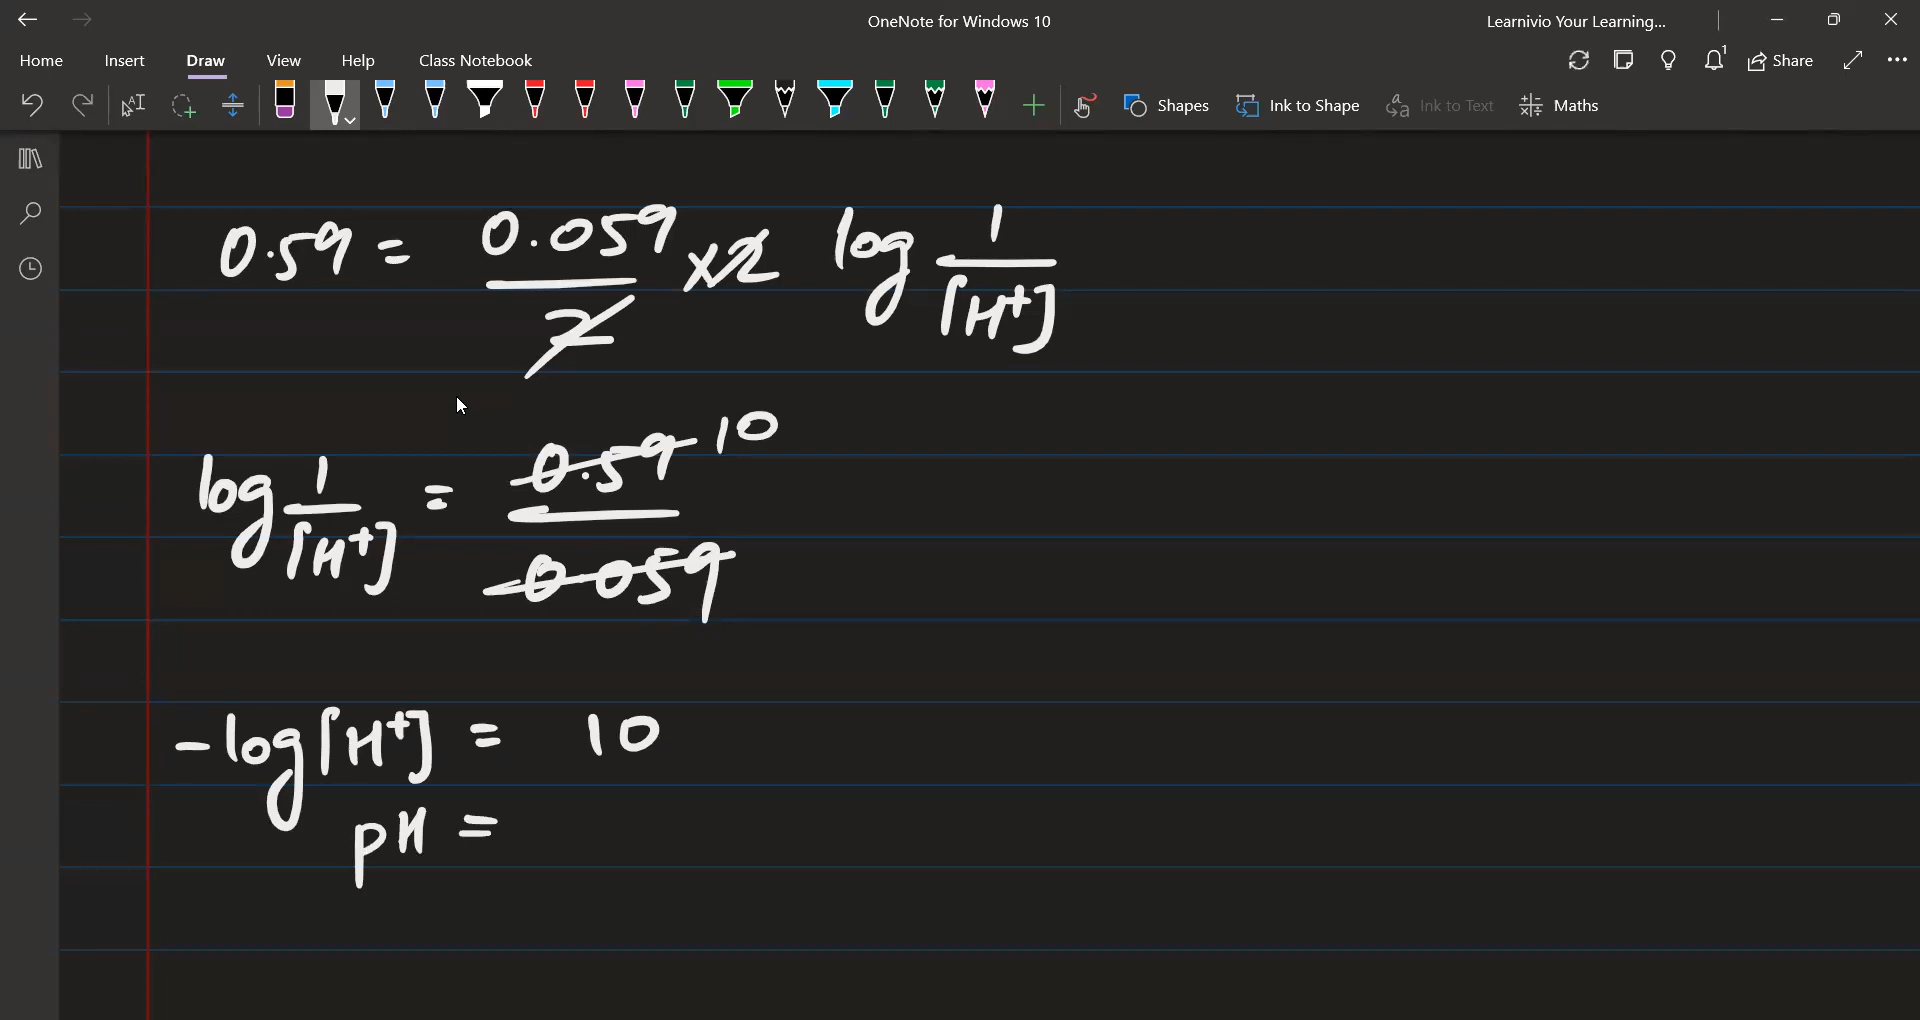 OneNote for Windows 10
Learnivio Your Learning...
Home Insert Draw View Help Class Notebook
1 Share
Shapes Ink to Shape Ink to Text Maths
0.59 = 0.059/2 x2 log 1/[H+]
log 1/[H+] = 0.59/0.059 10
-log[H+] = 10
pH =